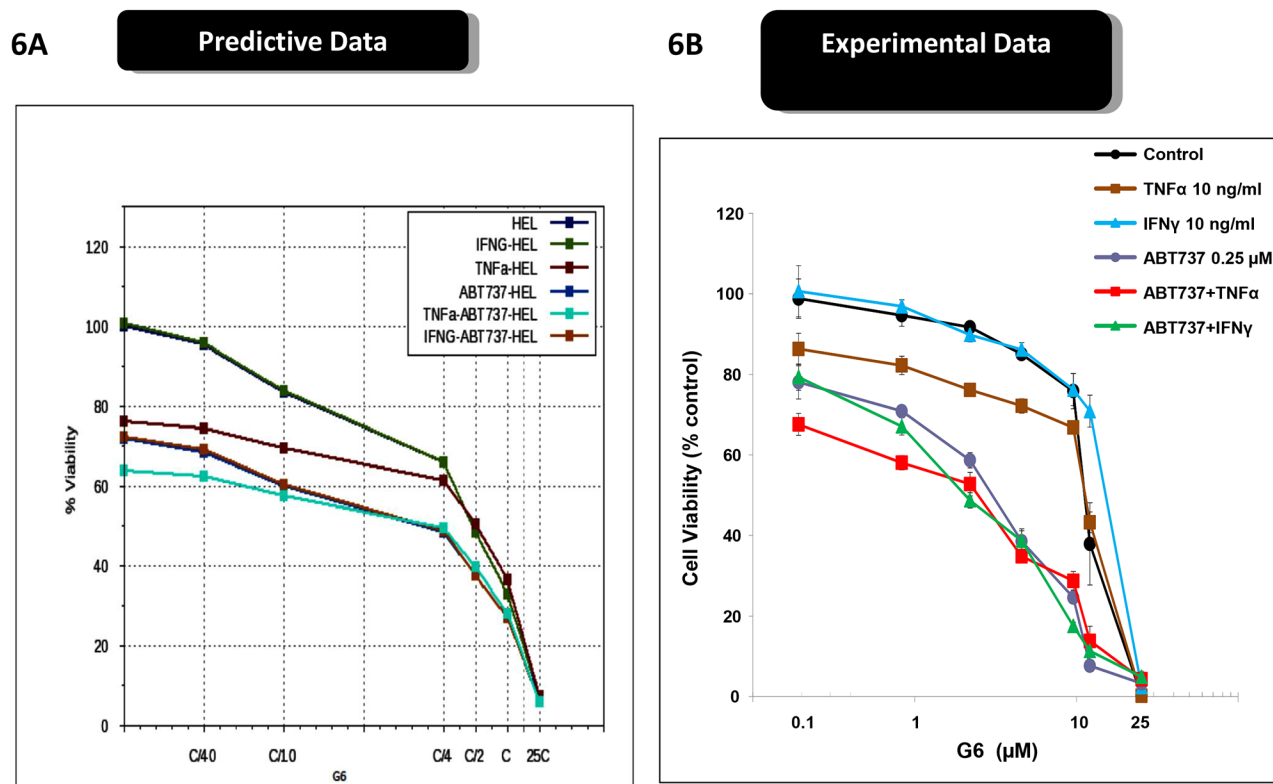 6A
Predictive Data
HEL
IFNG-HEL
TNFa-HEL
ABT737-HEL
TNFa-ABT737-HEL
IFNG-ABT737-HEL
% Viability
120
100
80
60
40
20
0
C/40 C/10 C/4 C/2 C 25C
G6
6B
Experimental Data
Control
TNFα 10 ng/ml
IFNγ 10 ng/ml
ABT737 0.25 µM
ABT737+TNFα
ABT737+IFNγ
Cell Viability (% control)
120
100
80
60
40
20
0
0.1 1 10 25
G6 (µM)